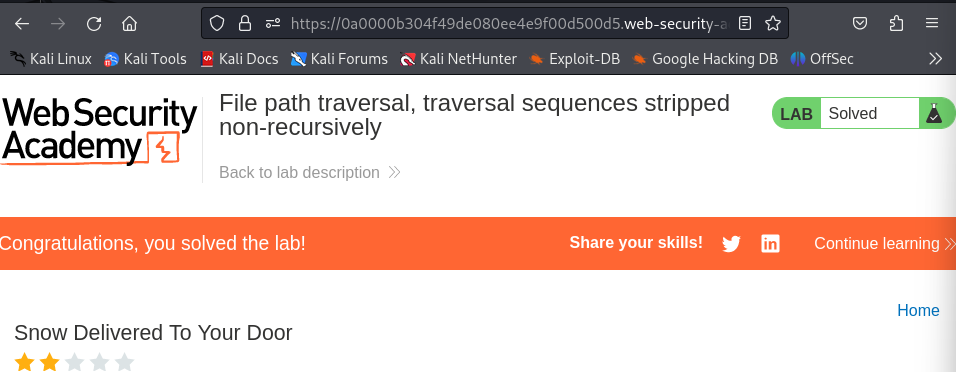 https://0a0000b304f49de080ee4e9f00d500d5.web-security-a
Kali Linux Kali Tools Kali Docs Kali Forums Kali NetHunter Exploit-DB Google Hacking DB OffSec
Web Security
Academy
File path traversal, traversal sequences stripped
non-recursively
Back to lab description
LAB Solved
Congratulations, you solved the lab!
Share your skills!
Continue learning
Home
Snow Delivered To Your Door